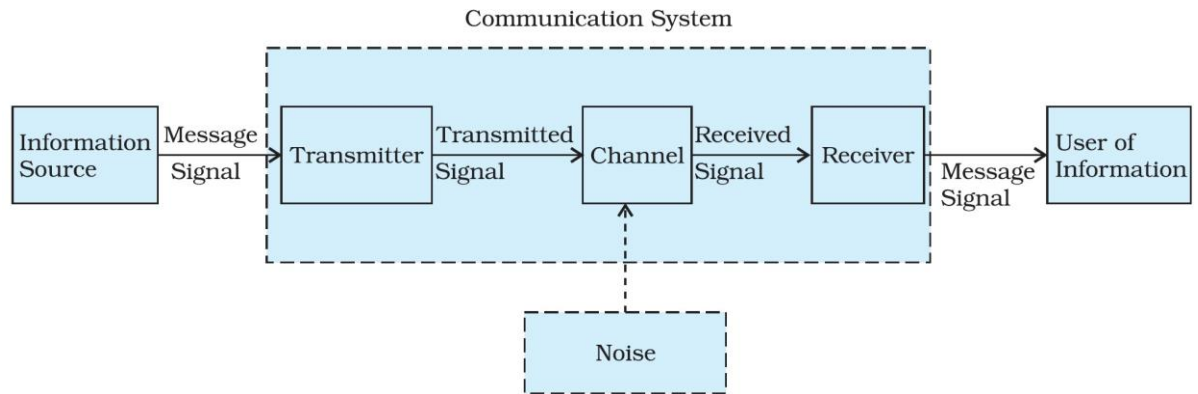 Communication System
Information
Source
Message
Signal
Transmitter
Transmitted
Signal
Channel
Received
Signal
Receiver
Message
Signal
User of
Information
Noise